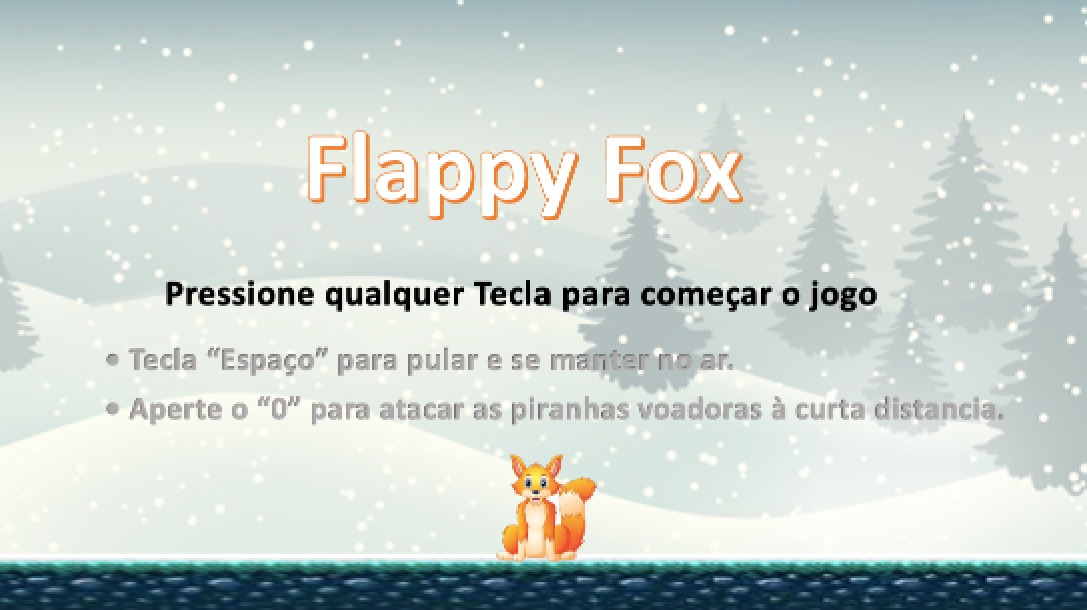 Flappy Fox
Pressione qualquer Tecla para começar o jogo
• Tecla “Espaço” para pular e se manter no ar.
• Aperte o “0” para atacar as piranhas voadoras à curta distancia.